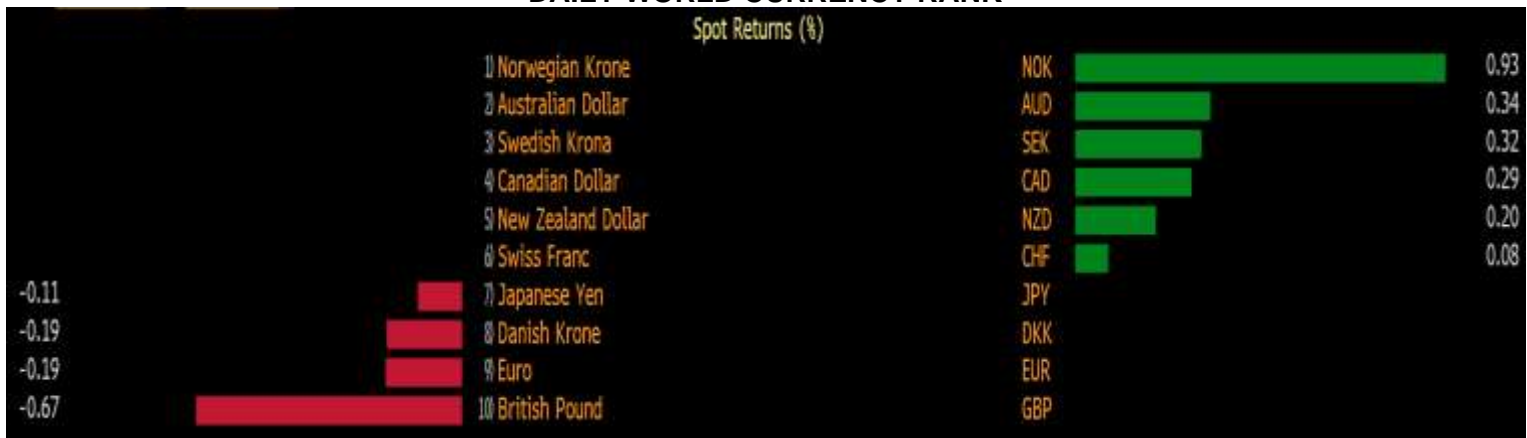 DAILY WORLD CURRENCY RANK
Spot Returns (%)
1) Norwegian Krone NOK 0.93
2) Australian Dollar AUD 0.34
3) Swedish Krona SEK 0.32
4) Canadian Dollar CAD 0.29
5) New Zealand Dollar NZD 0.20
6) Swiss Franc CHF 0.08
-0.11 7) Japanese Yen JPY
-0.19 8) Danish Krone DKK
-0.19 9) Euro EUR
-0.67 10) British Pound GBP